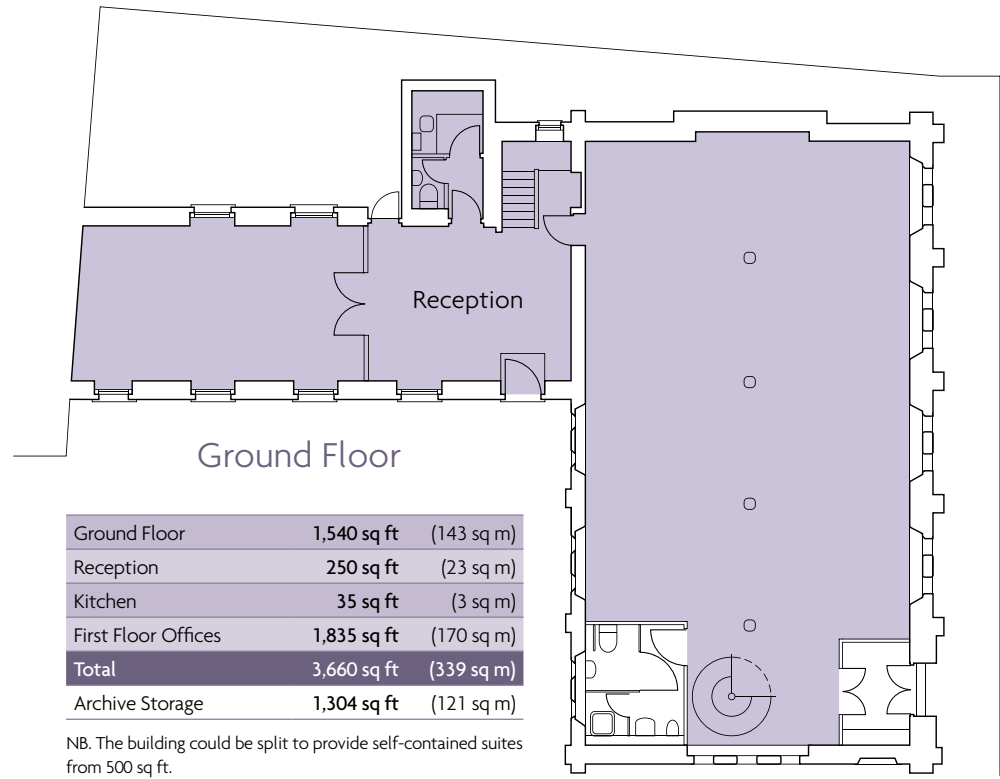 Reception
Ground Floor
Ground Floor 1,540 sq ft (143 sq m)
Reception 250 sq ft (23 sq m)
Kitchen 35 sq ft (3 sq m)
First Floor Offices 1,835 sq ft (170 sq m)
Total 3,660 sq ft (339 sq m)
Archive Storage 1,304 sq ft (121 sq m)
NB. The building could be split to provide self-contained suites
from 500 sq ft.